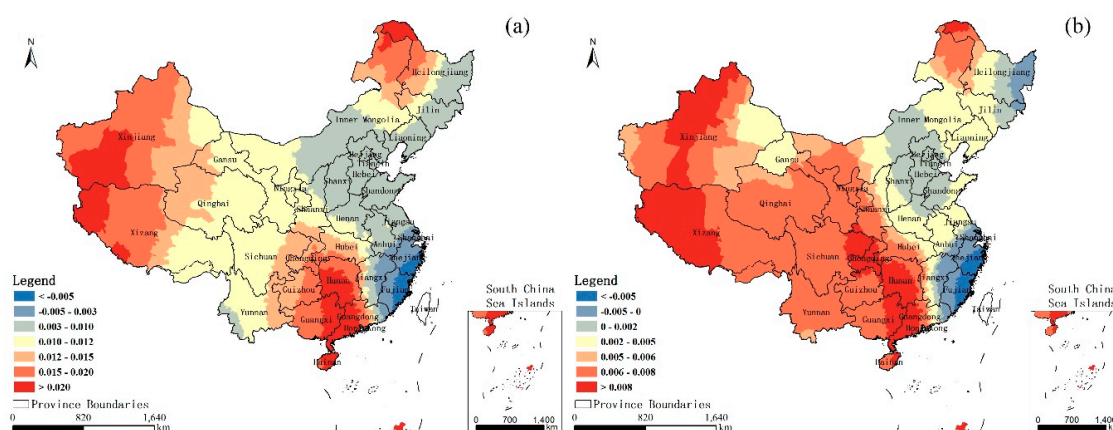 (a)
N
Heilongjiang
Jilin
Inner Mongolia
Liaoning
Xinjiang
Gansu
Beijing
Tianjin
Hebei
Shanxi
Shandong
Ningxia
Qinghai
Shaanxi
Henan
Jiangsu
Xizang
Anhui
Shanghai
Hubei
Sichuan
Chongqing
Zhejiang
Hunan
Jiangxi
Guizhou
Fujian
Yunnan
Guangxi
Guangdong
Taiwan
Hong Kong
Hainan
Legend
< -0.005
-0.005 - 0.003
0.003 - 0.010
0.010 - 0.012
0.012 - 0.015
0.015 - 0.020
> 0.020
Province Boundaries
0 820 1,640
km
South China
Sea Islands
0 700 1,400
km
(b)
N
Heilongjiang
Jilin
Inner Mongolia
Liaoning
Xinjiang
Gansu
Beijing
Tianjin
Hebei
Shanxi
Shandong
Ningxia
Qinghai
Shaanxi
Henan
Jiangsu
Xizang
Anhui
Shanghai
Hubei
Sichuan
Chongqing
Zhejiang
Hunan
Jiangxi
Guizhou
Fujian
Yunnan
Guangxi
Guangdong
Taiwan
Hong Kong
Hainan
Legend
< -0.005
-0.005 - 0
0 - 0.002
0.002 - 0.005
0.005 - 0.006
0.006 - 0.008
> 0.008
Province Boundaries
0 820 1,640
km
South China
Sea Islands
0 700 1,400
km